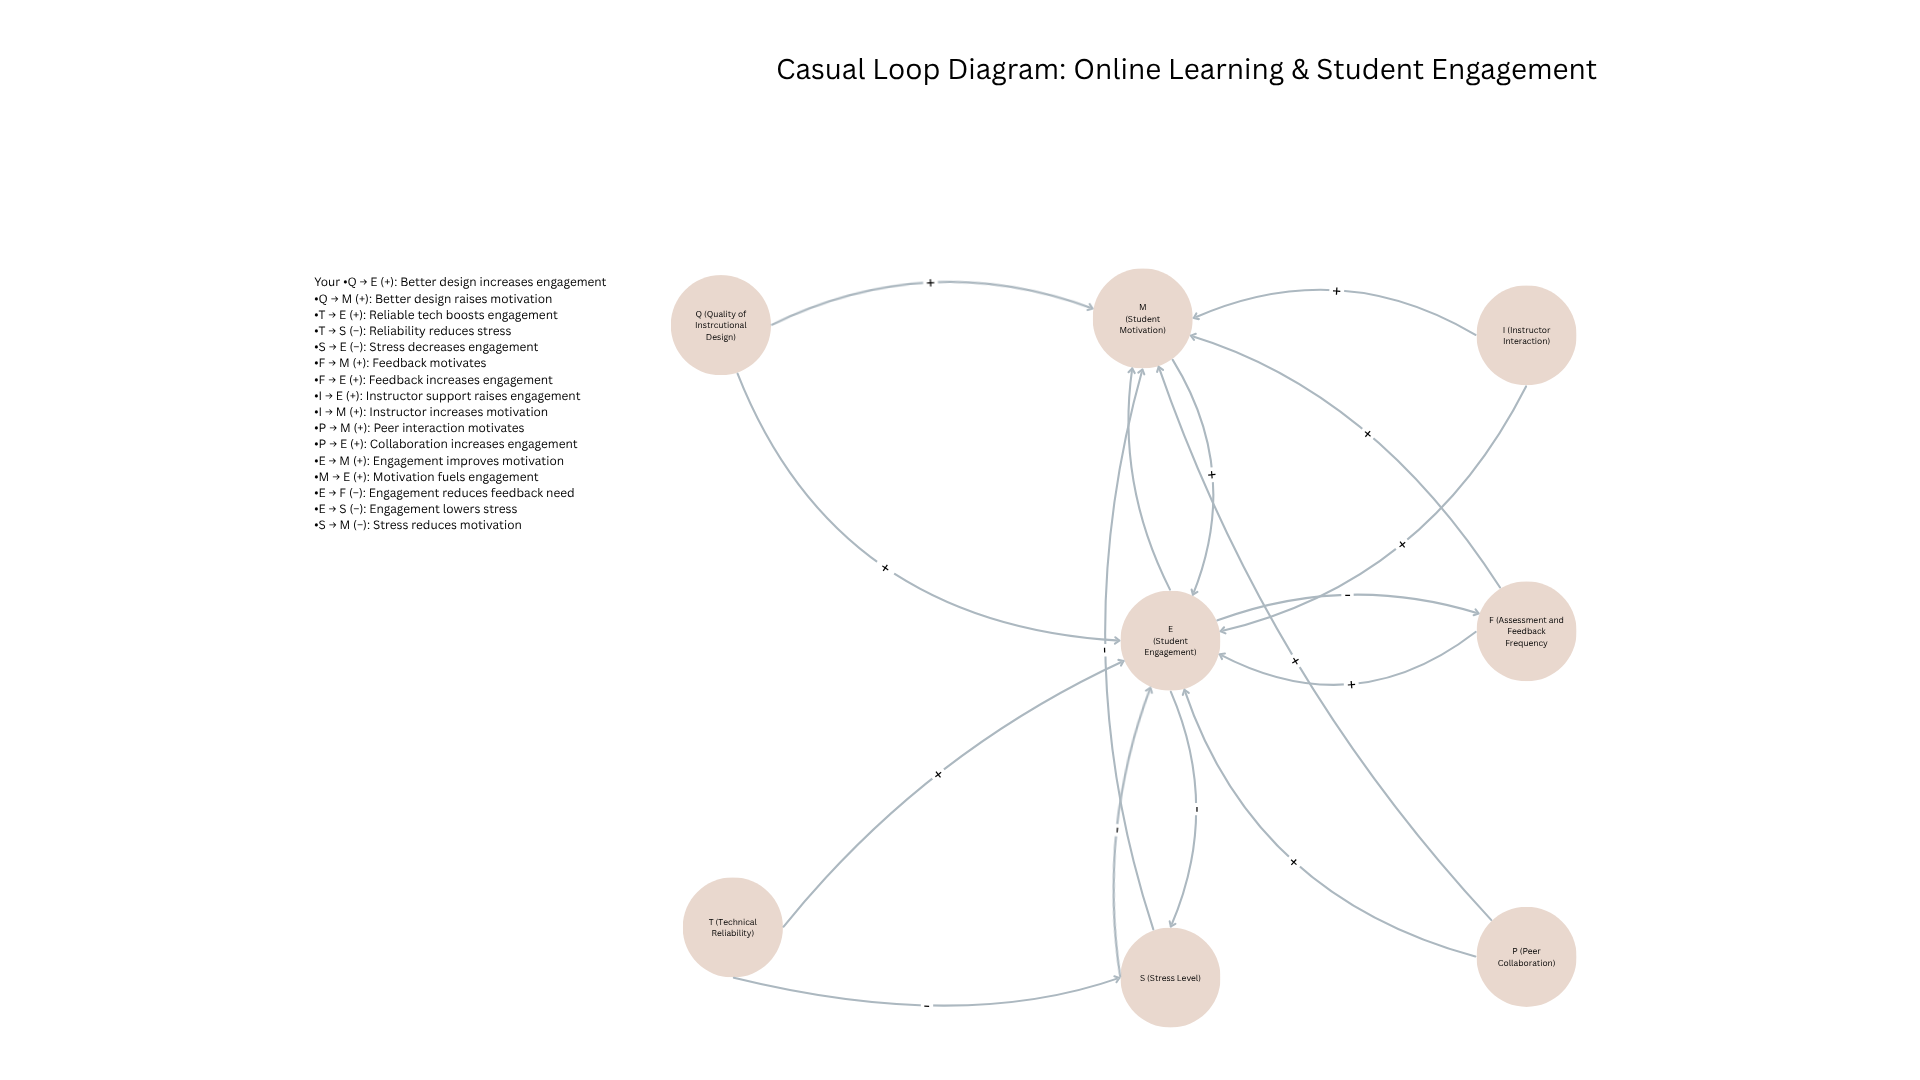 Casual Loop Diagram: Online Learning & Student Engagement
Your •Q → E (+): Better design increases engagement
•Q → M (+): Better design raises motivation
•T → E (+): Reliable tech boosts engagement
•T → S (−): Reliability reduces stress
•S → E (−): Stress decreases engagement
•F → M (+): Feedback motivates
•F → E (+): Feedback increases engagement
•I → E (+): Instructor support raises engagement
•I → M (+): Instructor increases motivation
•P → M (+): Peer interaction motivates
•P → E (+): Collaboration increases engagement
•E → M (+): Engagement improves motivation
•M → E (+): Motivation fuels engagement
•E → F (−): Engagement reduces feedback need
•E → S (−): Engagement lowers stress
•S → M (−): Stress reduces motivation
Q (Quality of
Instrcutional
Design)
+
M
(Student
Motivation)
+
I (Instructor
Interaction)
+
+
+
+
-
E
(Student
Engagement)
-
+
+
F (Assessment and
Feedback
Frequency
+
-
-
+
T (Technical
Reliability)
-
S (Stress Level)
P (Peer
Collaboration)